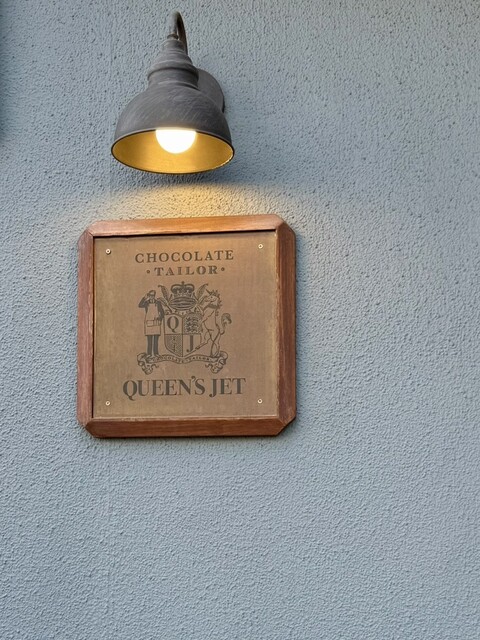 CHOCOLATE
·TAILOR·
Q
J
QUEEN'S JET